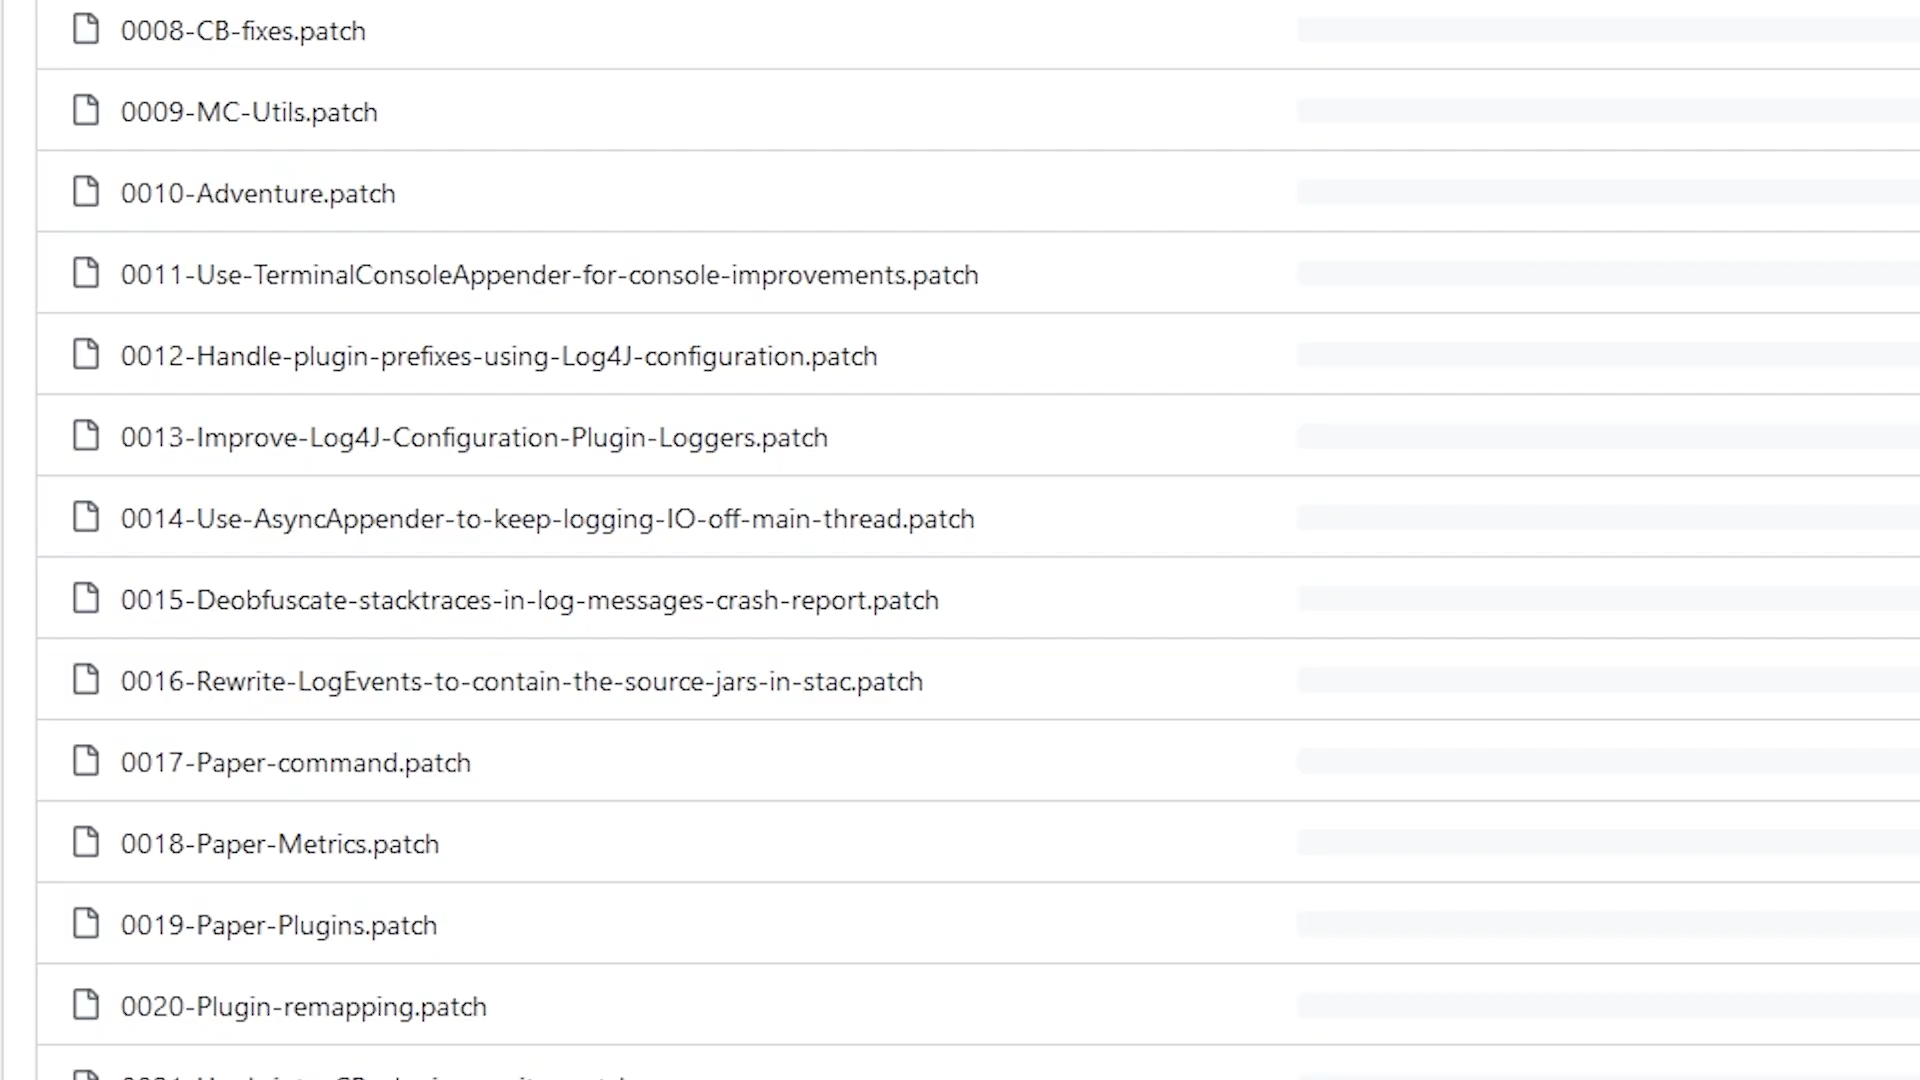 0008-CB-fixes.patch
0009-MC-Utils.patch
0010-Adventure.patch
0011-Use-TerminalConsoleAppender-for-console-improvements.patch
0012-Handle-plugin-prefixes-using-Log4J-configuration.patch
0013-Improve-Log4J-Configuration-Plugin-Loggers.patch
0014-Use-AsyncAppender-to-keep-logging-IO-off-main-thread.patch
0015-Deobfuscate-stacktraces-in-log-messages-crash-report.patch
0016-Rewrite-LogEvents-to-contain-the-source-jars-in-stac.patch
0017-Paper-command.patch
0018-Paper-Metrics.patch
0019-Paper-Plugins.patch
0020-Plugin-remapping.patch